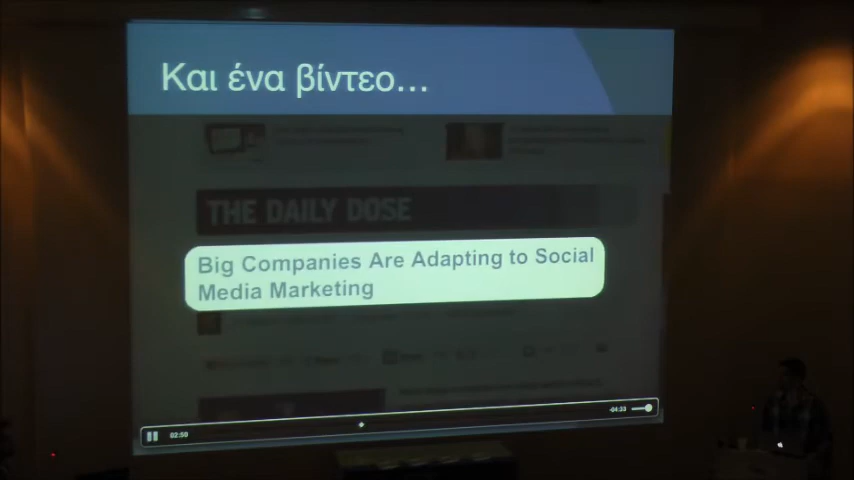 Και ένα βίντεο...
THE DAILY DOSE
Big Companies Are Adapting to Social
Media Marketing
02:50
-04:33